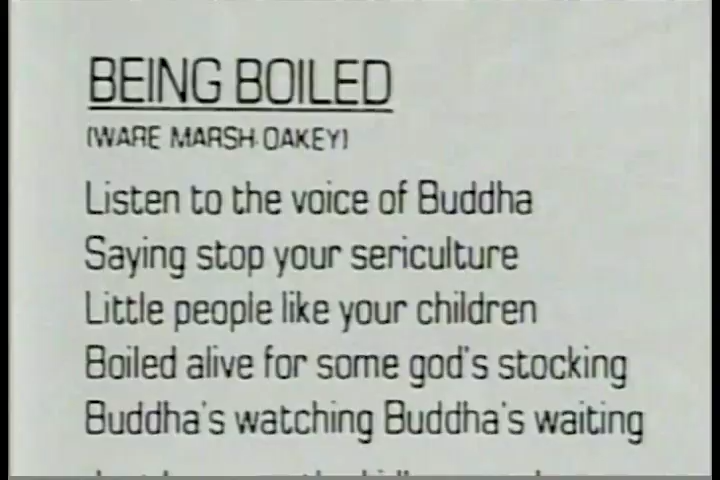 BEING BOILED
(WARE MARSH-OAKEY)
Listen to the voice of Buddha
Saying stop your sericulture
Little people like your children
Boiled alive for some god's stocking
Buddha's watching Buddha's waiting